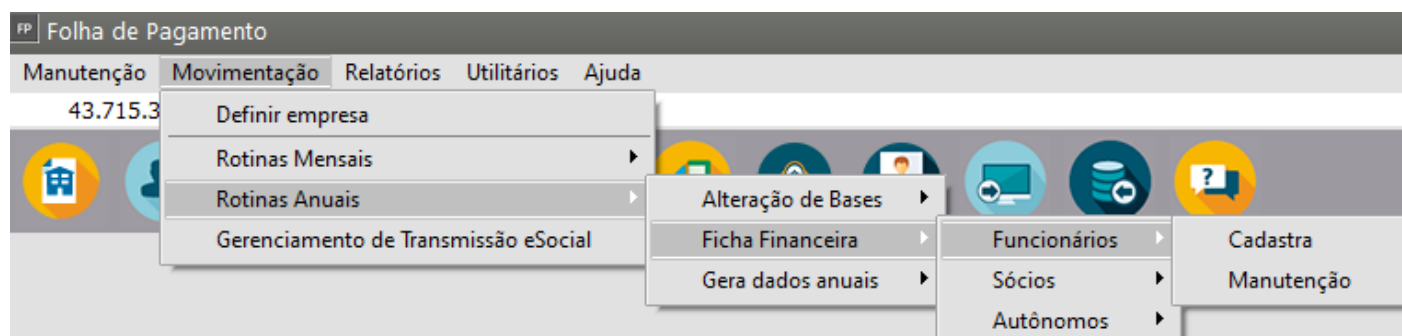 FP Folha de Pagamento
Manutenção Movimentação Relatórios Utilitários Ajuda
43.715.3
Definir empresa
Rotinas Mensais
Rotinas Anuais
Gerenciamento de Transmissão eSocial
Alteração de Bases
Ficha Financeira
Gera dados anuais
Funcionários
Sócios
Autônomos
Cadastra
Manutenção
?